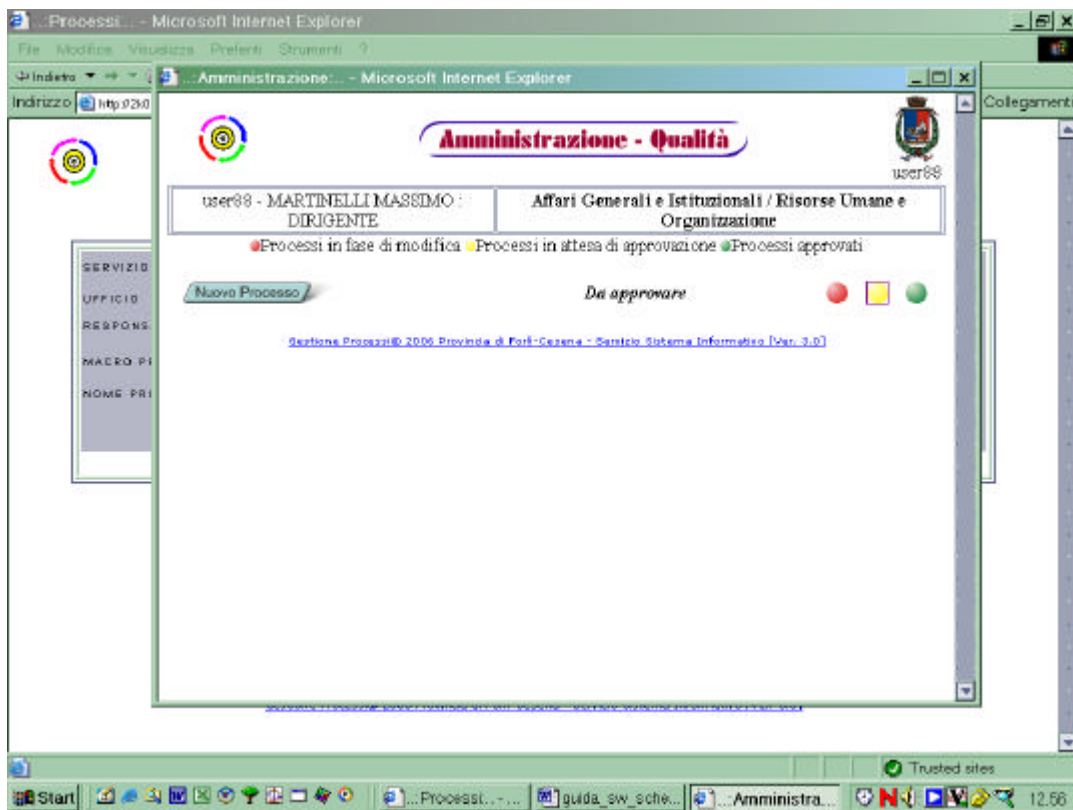 ..:Processi:... - Microsoft Internet Explorer
File Modifica Visualizza Preferiti Strumenti ?
Indietro
Indirizzo
Collegamenti
..:Amministrazione:... - Microsoft Internet Explorer
Amministrazione - Qualità
user88
user88 - MARTINELLI MASSIMO :
DIRIGENTE
Affari Generali e Istituzionali / Risorse Umane e
Organizzazione
Processi in fase di modifica Processi in attesa di approvazione Processi approvati
Nuovo Processo
Da approvare
Gestione Processi© 2006 Provincia di Forlì-Cesena - Servizio Sistema Informativo [Ver. 3.0]
SERVIZIO
UFFICIO
RESPONS
MACRO PR
NOME PRO
Trusted sites
Start
..:Processi:.. -...
guida_sw_sche...
..:Amministra...
12.56